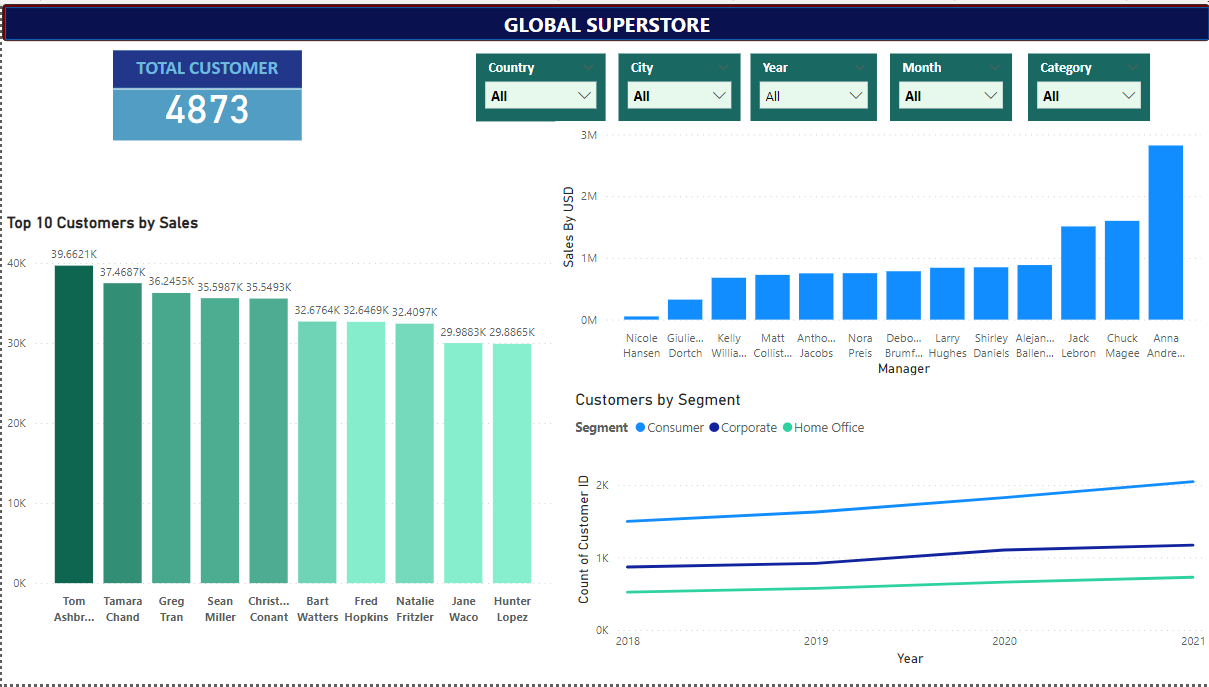 GLOBAL SUPERSTORE
TOTAL CUSTOMER
4873
Country
All
City
All
Year
All
Month
All
Category
All
Top 10 Customers by Sales
40K
30K
20K
10K
0K
39.6621K
37.4687K
36.2455K
35.5987K
35.5493K
32.6764K
32.6469K
32.4097K
29.9883K
29.8865K
Tom
Ashbr...
Tamara
Chand
Greg
Tran
Sean
Miller
Christ...
Conant
Bart
Watters
Fred
Hopkins
Natalie
Fritzler
Jane
Waco
Hunter
Lopez
Sales By USD
3M
2M
1M
0M
Nicole
Hansen
Giulie...
Dortch
Kelly
Willia...
Matt
Collist...
Antho...
Jacobs
Nora
Preis
Debo...
Brumf...
Larry
Hughes
Shirley
Daniels
Alejan...
Ballen...
Jack
Lebron
Chuck
Magee
Anna
Andre...
Manager
Customers by Segment
Segment Consumer Corporate Home Office
Count of Customer ID
2K
1K
0K
2018
2019
2020
2021
Year